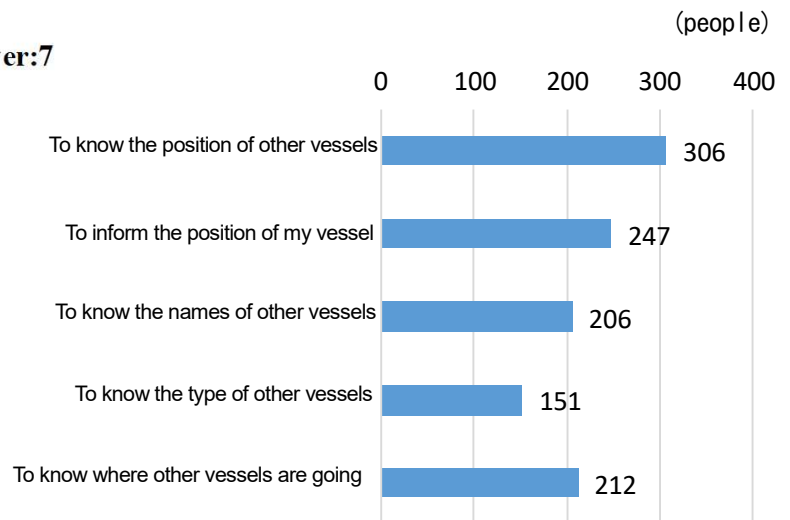 (people)
er:7
0 100 200 300 400
To know the position of other vessels 306
To inform the position of my vessel 247
To know the names of other vessels 206
To know the type of other vessels 151
To know where other vessels are going 212